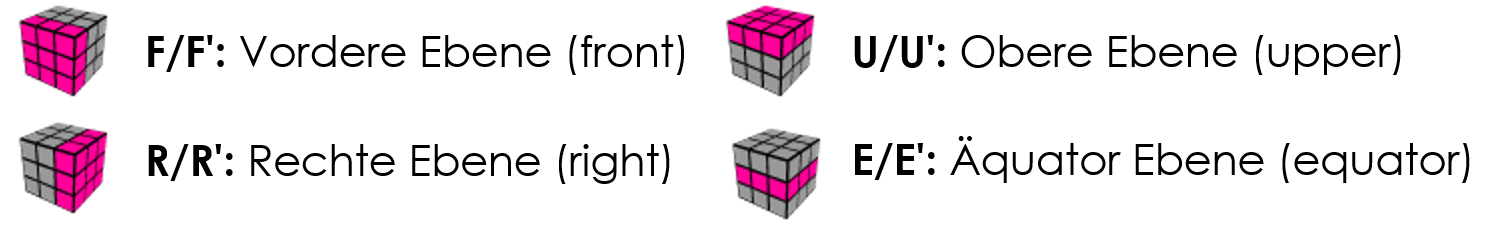 F/F': Vordere Ebene (front)
U/U': Obere Ebene (upper)
R/R': Rechte Ebene (right)
E/E': Äquator Ebene (equator)